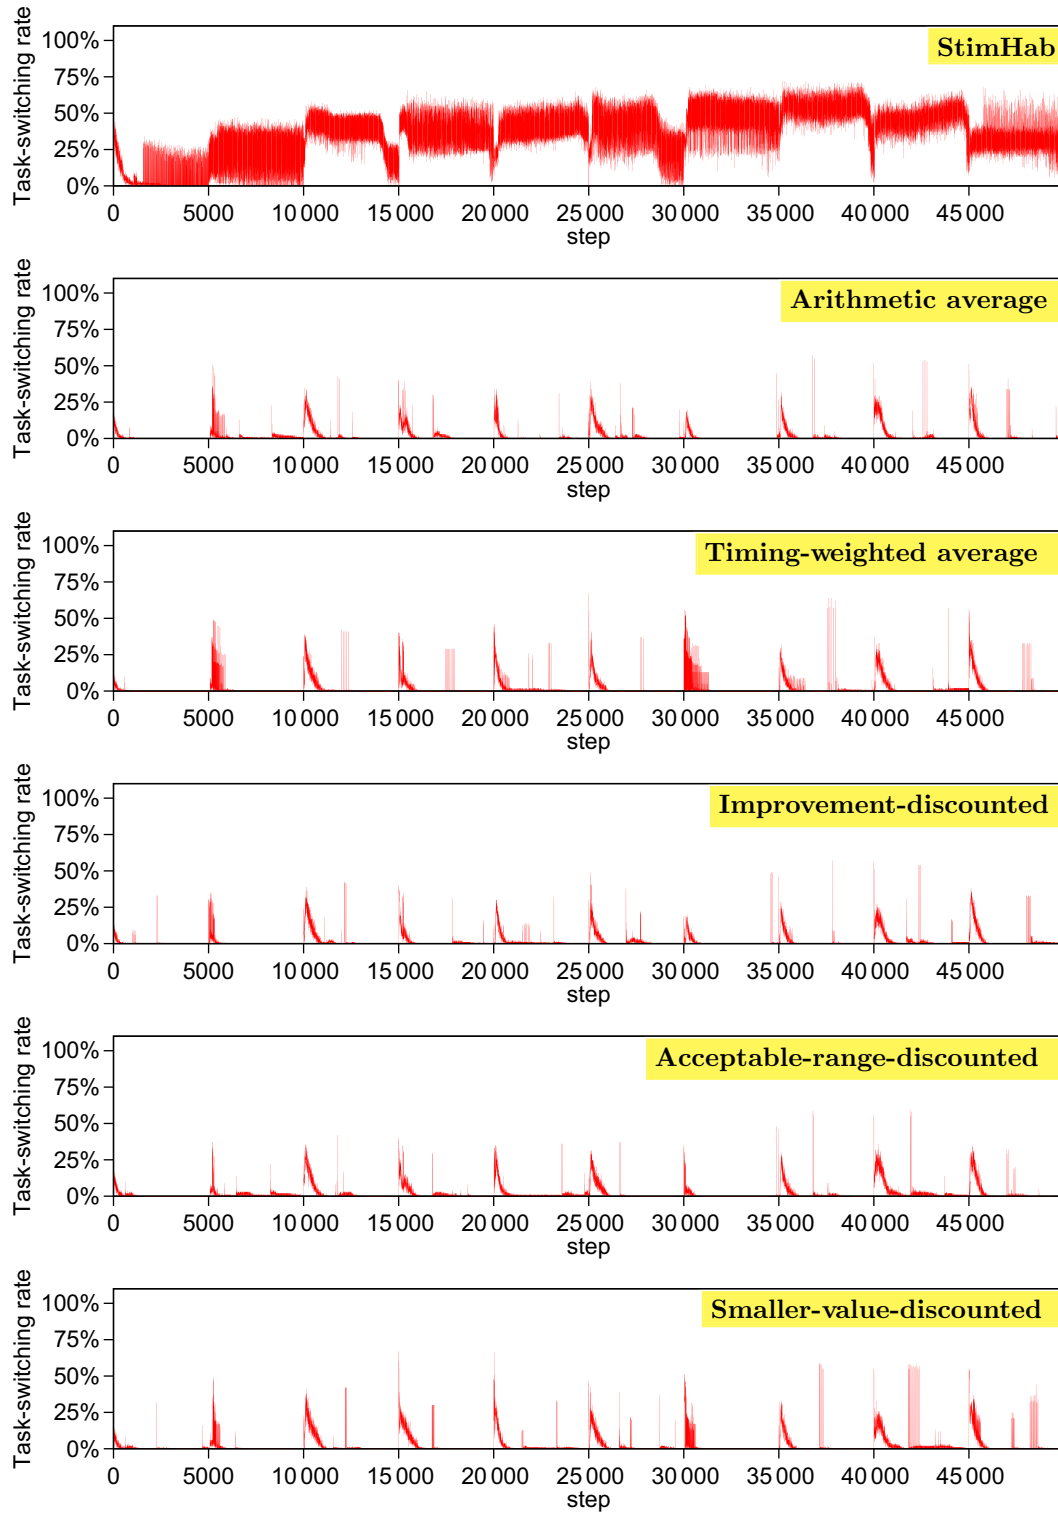 Task-switching rate
100%
75%
50%
25%
0%
StimHab
0 5000 10 000 15 000 20 000 25 000 30 000 35 000 40 000 45 000
step
Task-switching rate
100%
75%
50%
25%
0%
Arithmetic average
0 5000 10 000 15 000 20 000 25 000 30 000 35 000 40 000 45 000
step
Task-switching rate
100%
75%
50%
25%
0%
Timing-weighted average
0 5000 10 000 15 000 20 000 25 000 30 000 35 000 40 000 45 000
step
Task-switching rate
100%
75%
50%
25%
0%
Improvement-discounted
0 5000 10 000 15 000 20 000 25 000 30 000 35 000 40 000 45 000
step
Task-switching rate
100%
75%
50%
25%
0%
Acceptable-range-discounted
0 5000 10 000 15 000 20 000 25 000 30 000 35 000 40 000 45 000
step
Task-switching rate
100%
75%
50%
25%
0%
Smaller-value-discounted
0 5000 10 000 15 000 20 000 25 000 30 000 35 000 40 000 45 000
step